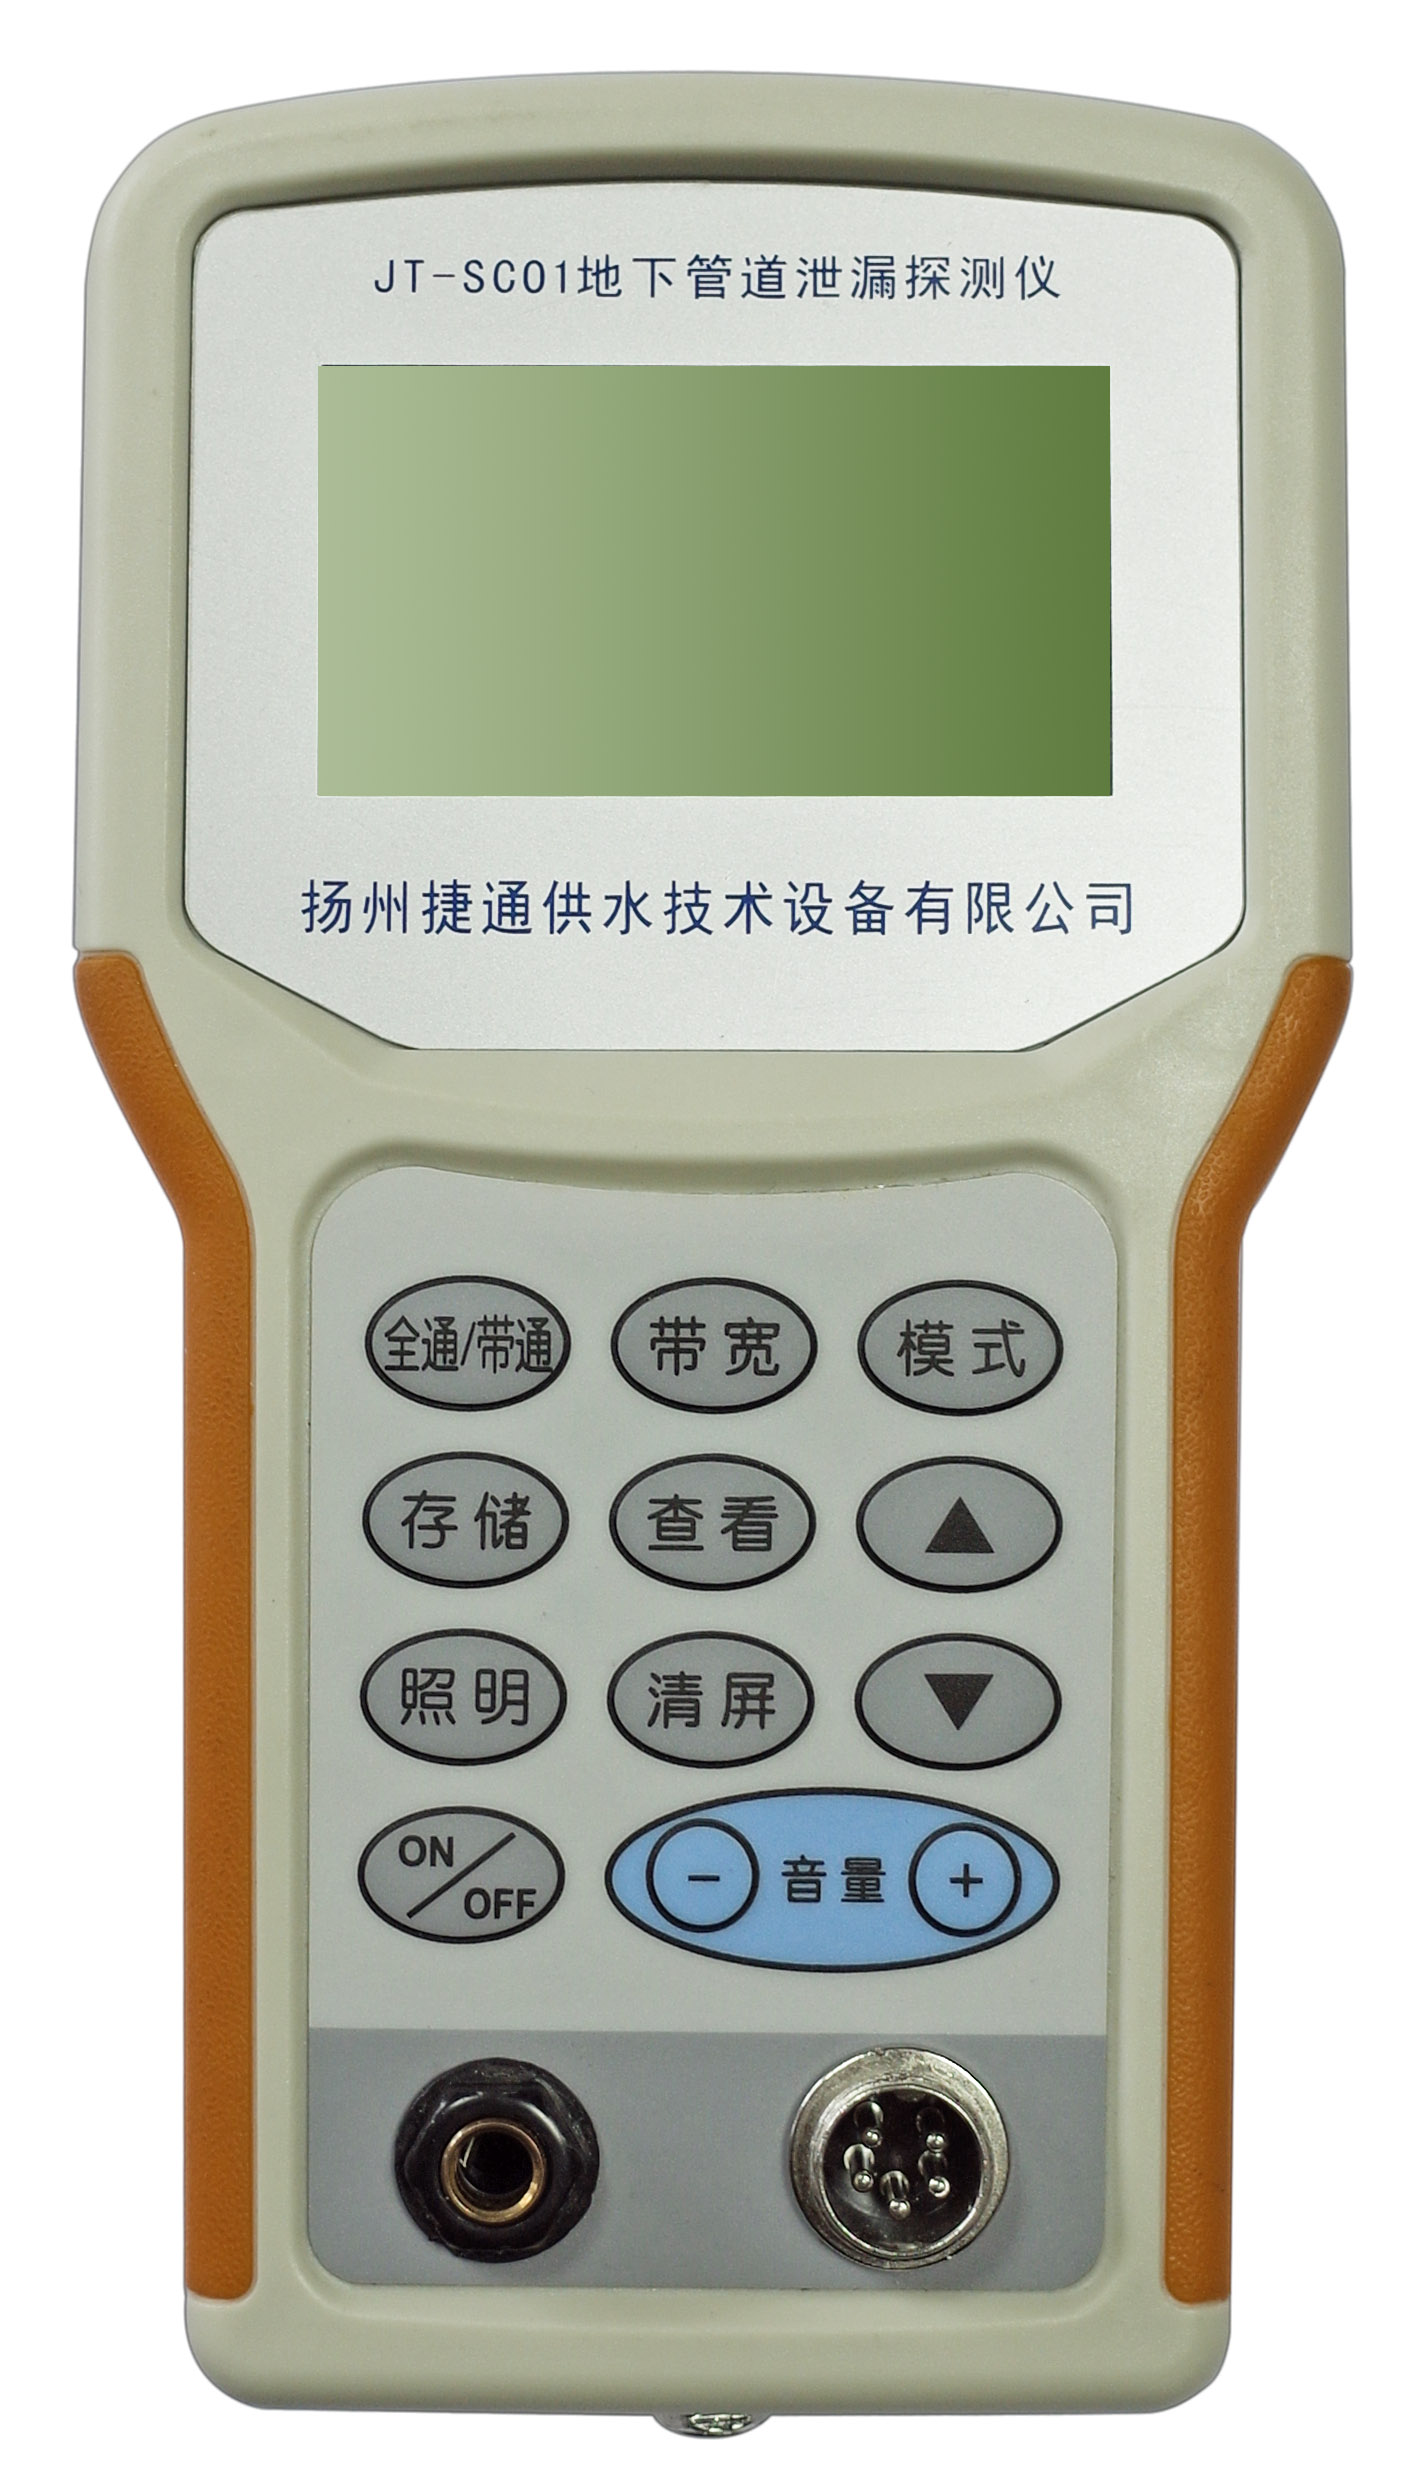 JT-SC01地下管道泄漏探测仪
扬州捷通供水技术设备有限公司
全通/带通 带宽 模式
存储 查看 ▲
照明 清屏 ▼
ON/OFF - 音量 +